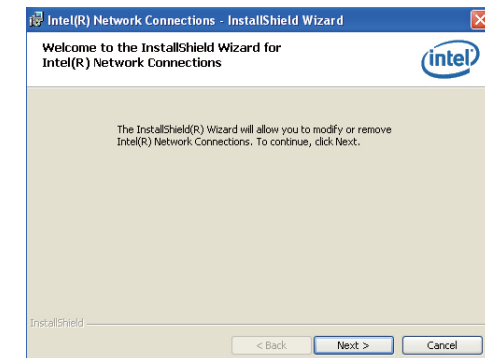 Intel(R) Network Connections - InstallShield Wizard
Welcome to the InstallShield Wizard for
Intel(R) Network Connections
intel
The InstallShield(R) Wizard will allow you to modify or remove
Intel(R) Network Connections. To continue, click Next.
InstallShield
< Back Next > Cancel